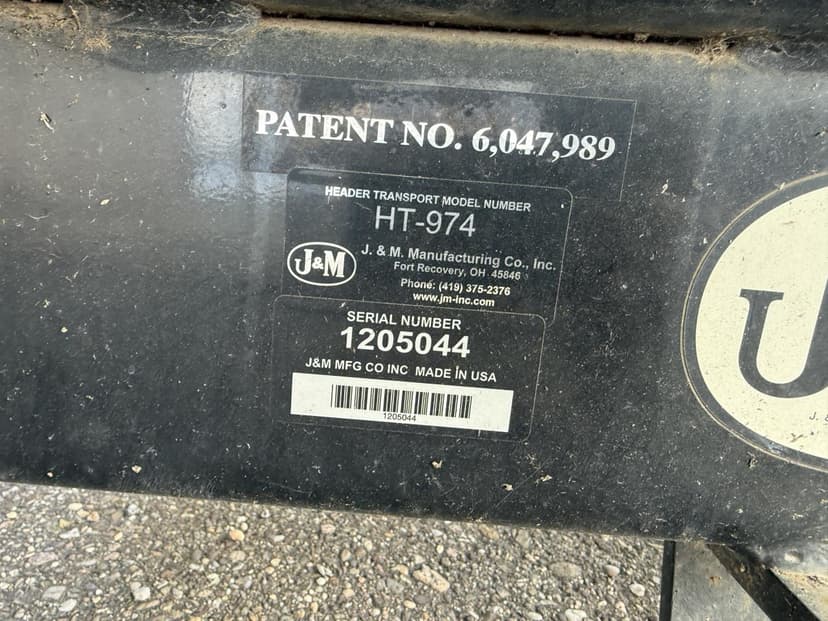 PATENT NO. 6,047,989
HEADER TRANSPORT MODEL NUMBER
HT-974
J&M
J. & M. Manufacturing Co., Inc.
Fort Recovery, OH 45846
Phone: (419) 375-2376
www.jm-inc.com
SERIAL NUMBER
1205044
J&M MFG CO INC MADE IN USA
1205044
J
J. &